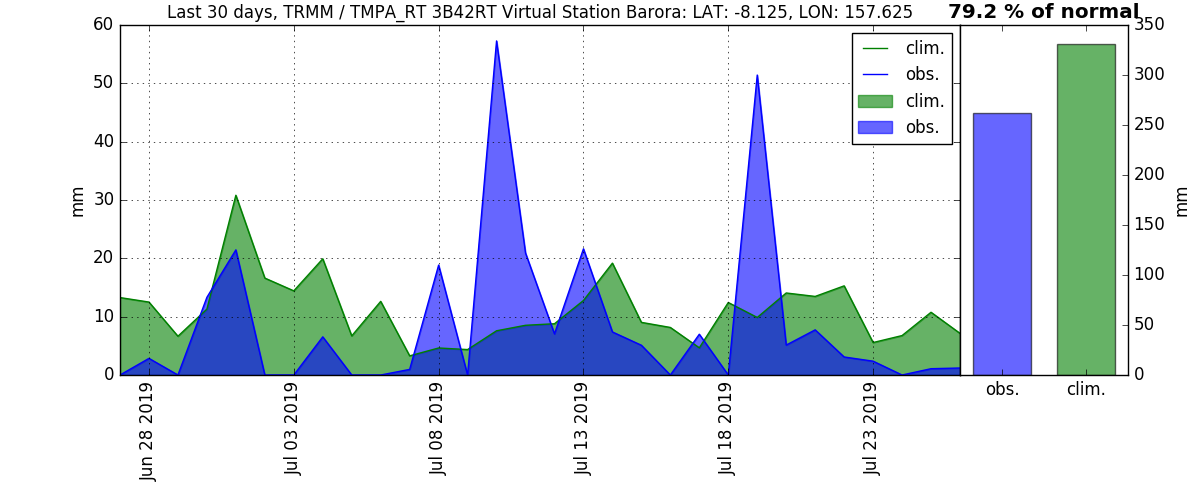 Last 30 days, TRMM / TMPA_RT 3B42RT Virtual Station Barora: LAT: -8.125, LON: 157.625
79.2 % of normal
60
50
40
30
20
10
0
mm
clim.
obs.
clim.
obs.
350
300
250
200
150
100
50
0
mm
obs.
clim.
Jun 28 2019
Jul 03 2019
Jul 08 2019
Jul 13 2019
Jul 18 2019
Jul 23 2019